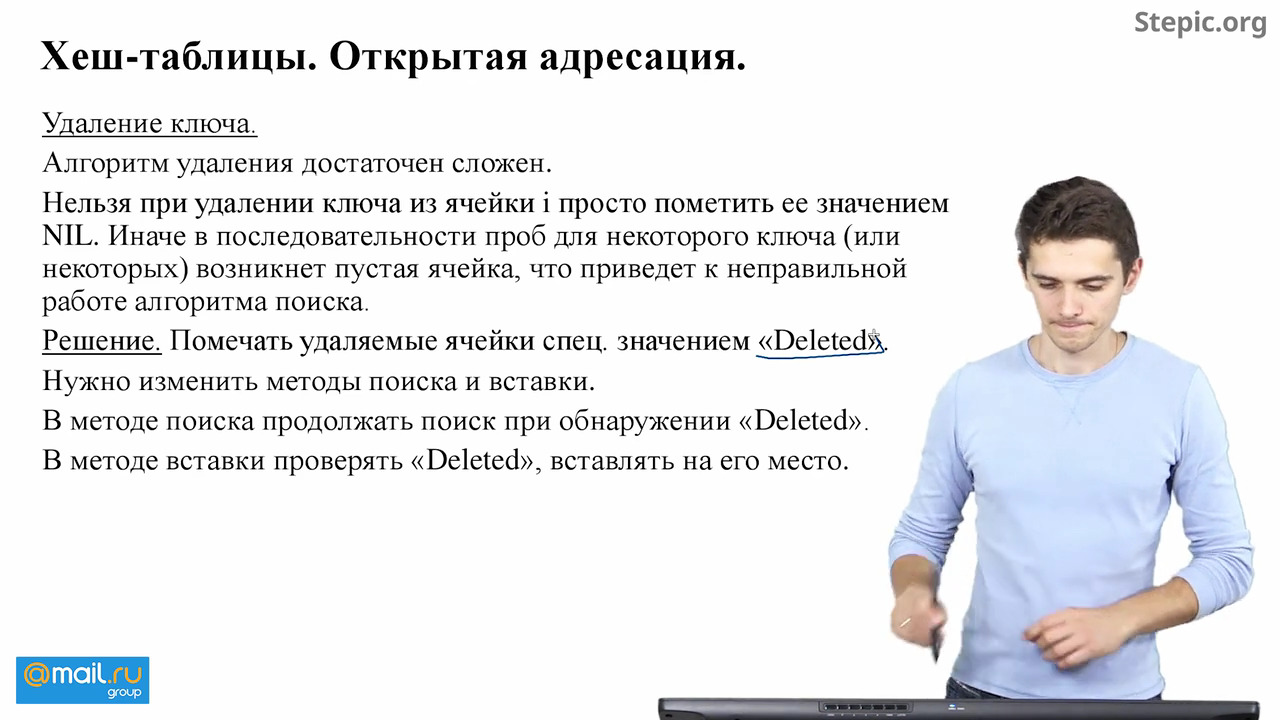 Stepic.org
Хеш-таблицы. Открытая адресация.
Удаление ключа.
Алгоритм удаления достаточен сложен.
Нельзя при удалении ключа из ячейки i просто пометить ее значением
NIL. Иначе в последовательности проб для некоторого ключа (или
некоторых) возникнет пустая ячейка, что приведет к неправильной
работе алгоритма поиска.
Решение. Помечать удаляемые ячейки спец. значением «Deleted».
Нужно изменить методы поиска и вставки.
В методе поиска продолжать поиск при обнаружении «Deleted».
В методе вставки проверять «Deleted», вставлять на его место.
@mail.ru
group